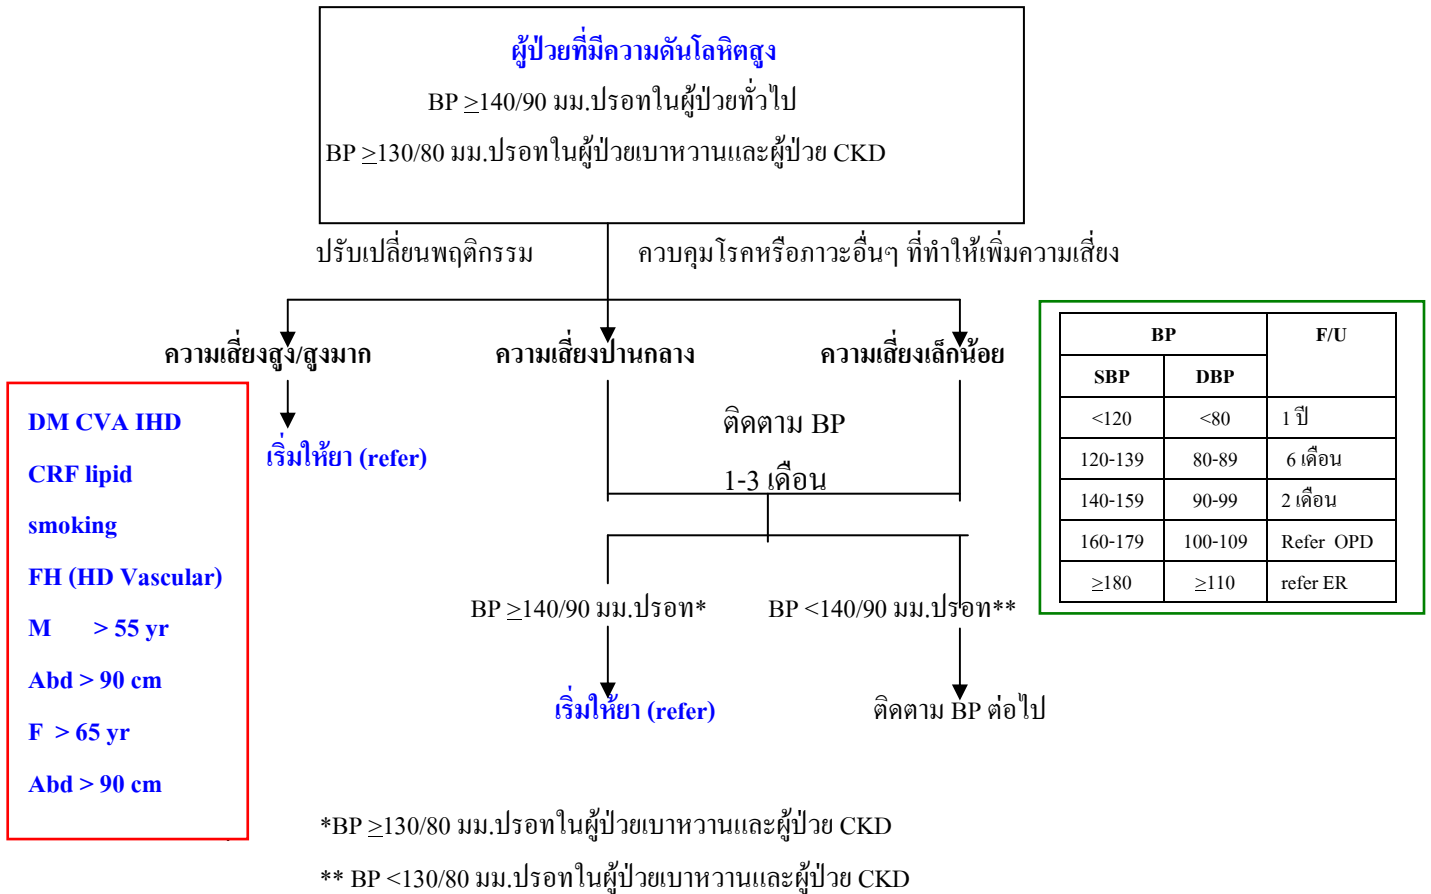 ผู้ป่วยที่มีความดันโลหิตสูง
BP ≥140/90 มม.ปรอทในผู้ป่วยทั่วไป
BP ≥130/80 มม.ปรอทในผู้ป่วยเบาหวานและผู้ป่วย CKD
ปรับเปลี่ยนพฤติกรรม ควบคุมโรคหรือภาวะอื่นๆ ที่ทำให้เพิ่มความเสี่ยง
ความเสี่ยงสูง/สูงมาก ความเสี่ยงปานกลาง ความเสี่ยงเล็กน้อย
เริ่มให้ยา (refer)
ติดตาม BP
1-3 เดือน
BP ≥140/90 มม.ปรอท* BP <140/90 มม.ปรอท**
เริ่มให้ยา (refer) ติดตาม BP ต่อไป
DM CVA IHD
CRF lipid
smoking
FH (HD Vascular)
M > 55 yr
Abd > 90 cm
F > 65 yr
Abd > 90 cm
BP F/U
SBP DBP
<120 <80 1 ปี
120-139 80-89 6 เดือน
140-159 90-99 2 เดือน
160-179 100-109 Refer OPD
≥180 ≥110 refer ER
*BP ≥130/80 มม.ปรอทในผู้ป่วยเบาหวานและผู้ป่วย CKD
** BP <130/80 มม.ปรอทในผู้ป่วยเบาหวานและผู้ป่วย CKD